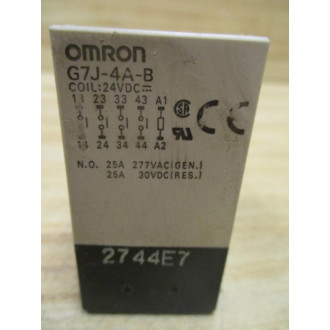 OMRON
G7J-4A-B
COIL:24VDC⎓
11 23 33 43 A1
14 24 34 44 A2
N.O. 25A 277VAC(GEN.)
25A 30VDC(RES.)
2744E7